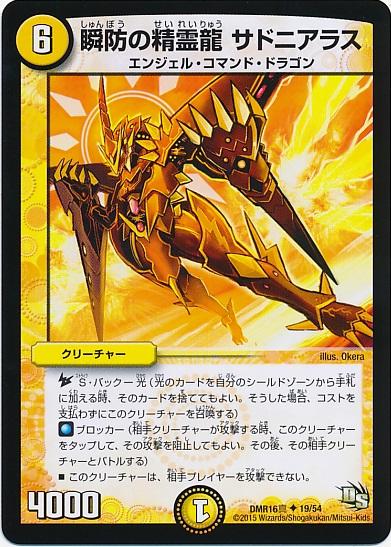 6
しゅんぼう せいれいりゅう
瞬防の精霊龍 サドニアラス
エンジェル・コマンド・ドラゴン
クリーチャー
illus. Okera
S・バックー光(光のカードを自分のシールドゾーンから手札
に加える時、そのカードを捨ててもよい。そうした場合、コストを
支払わずにこのクリーチャーを召喚する)
ブロッカー(相手クリーチャーが攻撃する時、このクリーチャー
をタップして、その攻撃を阻止してもよい。その後、その相手クリー
チャーとバトルする)
■ このクリーチャーは、相手プレイヤーを攻撃できない。
4000
1
DS
DMR16真 ◆ 19/54
©2015 Wizards/Shogakukan/Mitsui-Kids